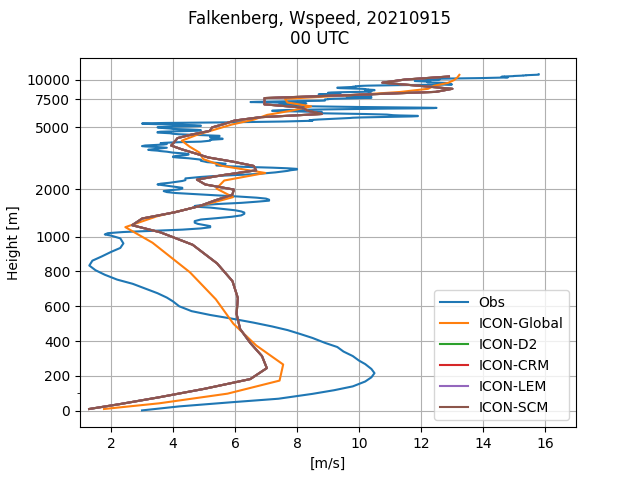 Falkenberg, Wspeed, 20210915
00 UTC
Height [m]
10000
7500
5000
2000
1000
800
600
400
200
0
2
4
6
8
10
12
14
16
[m/s]
Obs
ICON-Global
ICON-D2
ICON-CRM
ICON-LEM
ICON-SCM